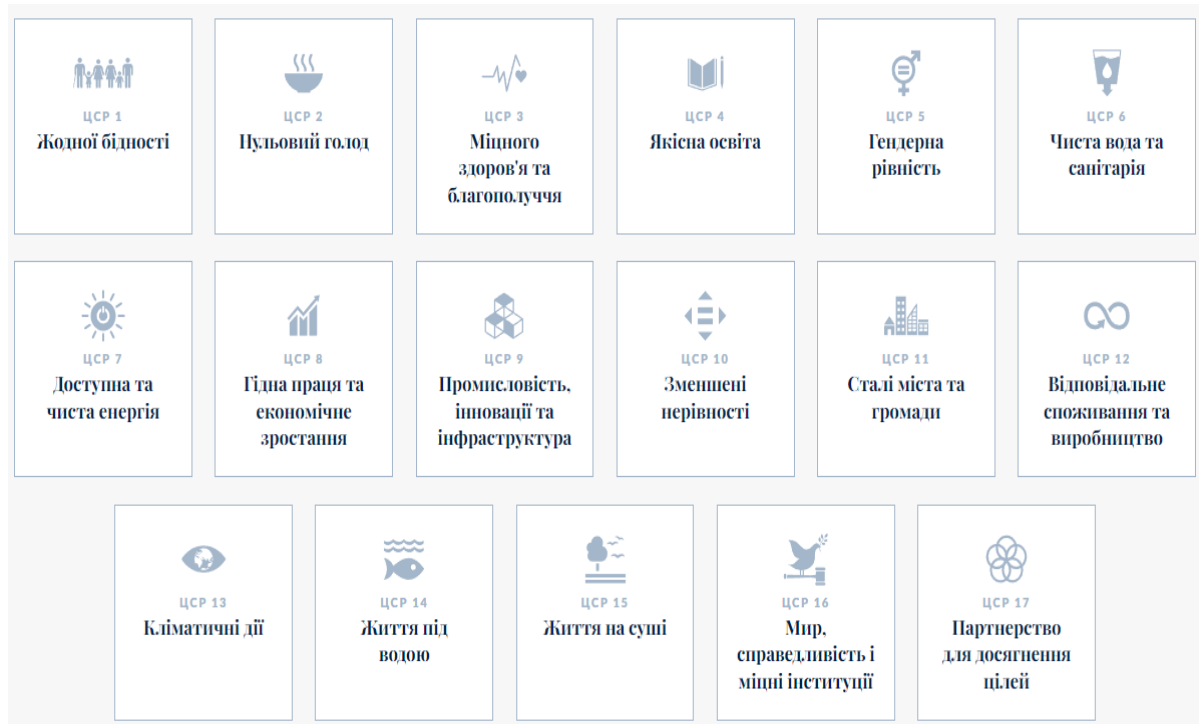 ЦСР 1
Жодної бідності
ЦСР 2
Нульовий голод
ЦСР 3
Міцного
здоров'я та
благополуччя
ЦСР 4
Якісна освіта
ЦСР 5
Гендерна
рівність
ЦСР 6
Чиста вода та
санітарія
ЦСР 7
Доступна та
чиста енергія
ЦСР 8
Гідна праця та
економічне
зростання
ЦСР 9
Промисловість,
інновації та
інфраструктура
ЦСР 10
Зменшені
нерівності
ЦСР 11
Сталі міста та
громади
ЦСР 12
Відповідальне
споживання та
виробництво
ЦСР 13
Кліматичні дії
ЦСР 14
Життя під
водою
ЦСР 15
Життя на суші
ЦСР 16
Мир,
справедливість і
міцні інституції
ЦСР 17
Партнерство
для досягнення
цілей